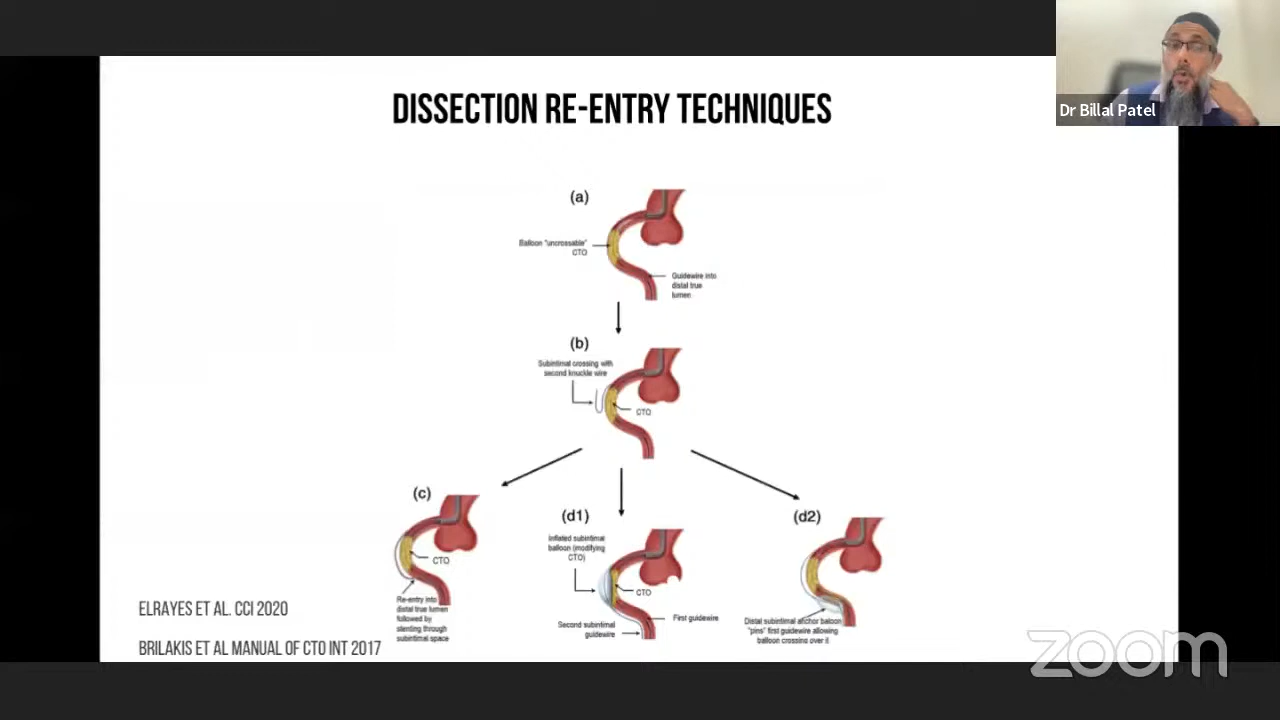 Dr Billal Patel
DISSECTION RE-ENTRY TECHNIQUES
(a)
Balloon "uncrossable"
CTO
Guidewire into
distal true
lumen
(b)
Subintimal crossing with
second knuckle wire
CTO
(c)
CTO
Re-entry into
distal true lumen
followed by
stenting through
subintimal space
(d1)
Inflated subintimal
balloon (modifying
CTO)
CTO
First guidewire
Second subintimal
guidewire
(d2)
Distal subintimal anchor balloon
"pins" first guidewire allowing
balloon crossing over it
ELRAYES ET AL. CCI 2020
BRILAKIS ET AL MANUAL OF CTO INT 2017
zoom